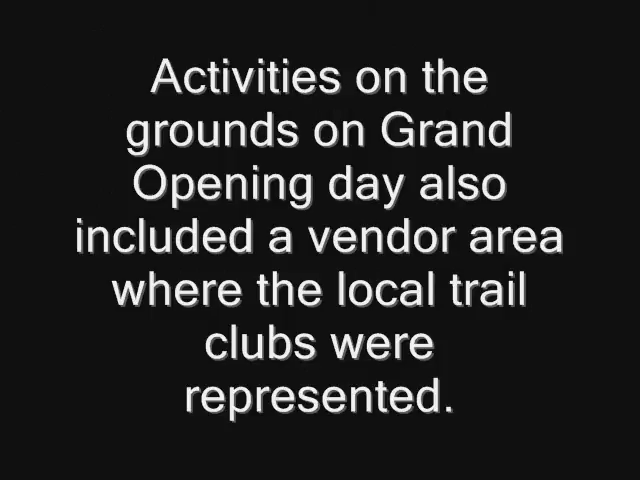 Activities on the
grounds on Grand
Opening day also
included a vendor area
where the local trail
clubs were
represented.